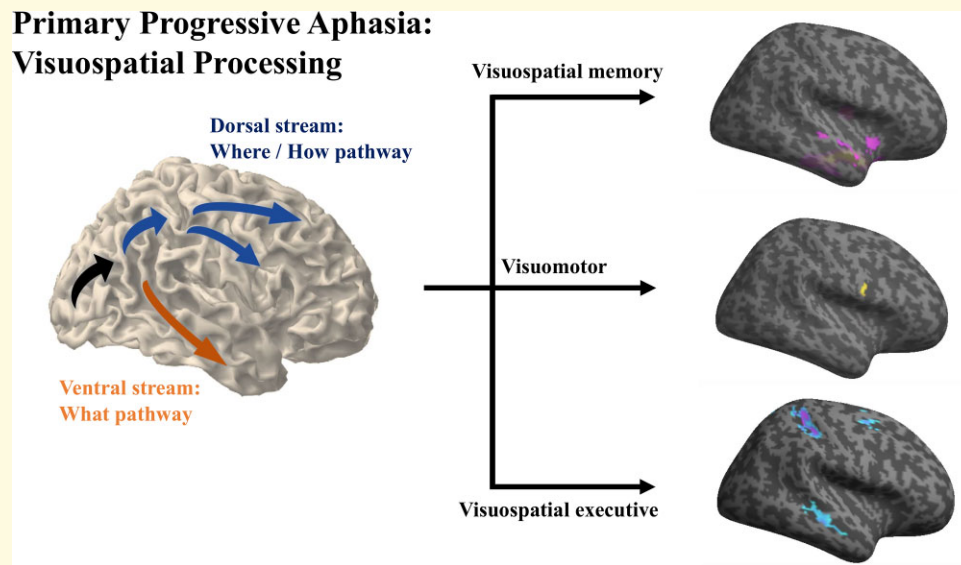 Primary Progressive Aphasia:
Visuospatial Processing
Visuospatial memory
Dorsal stream:
Where / How pathway
Visuomotor
Ventral stream:
What pathway
Visuospatial executive